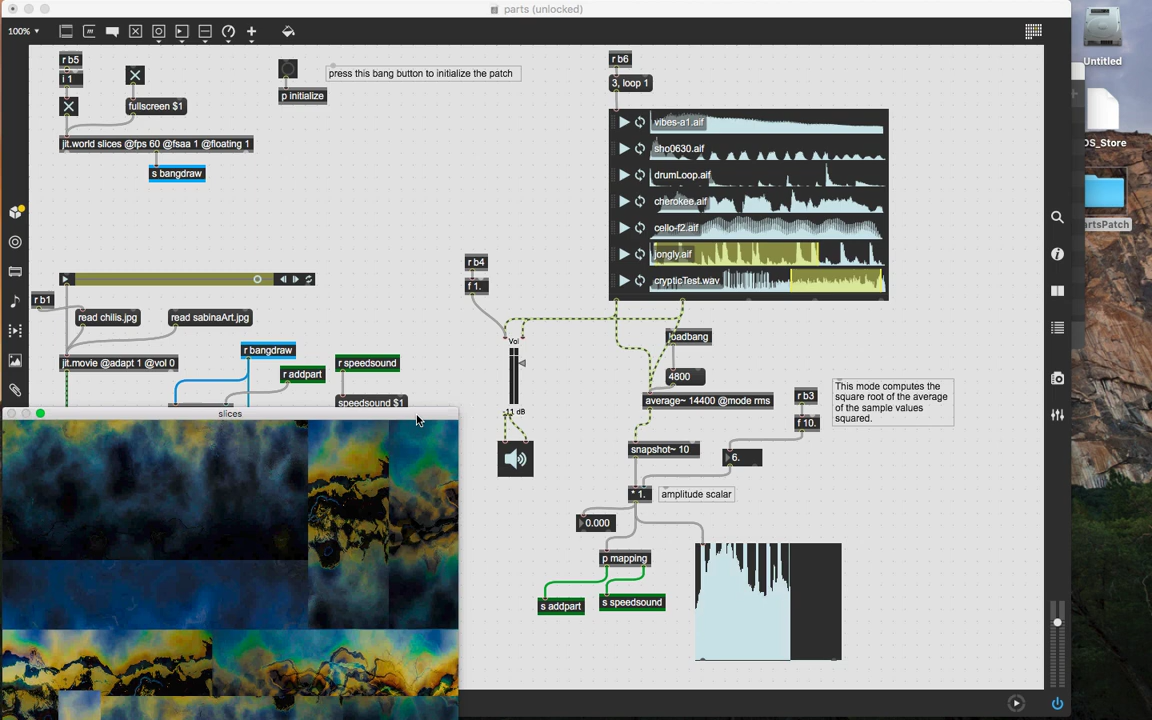 parts (unlocked)
100%
r b5
i 1
fullscreen $1
p initialize
press this bang button to initialize the patch
jit.world slices @fps 60 @fsaa 1 @floating 1
s bangdraw
r b6
3, loop 1
vibes-a1.aif
sho0630.aif
drumLoop.aif
cherokee.aif
cello-f2.aif
jongly.aif
crypticTest.wav
Untitled
DS_Store
artsPatch
r b4
f 1.
r b1
read chilis.jpg
read sabinaArt.jpg
jit.movie @adapt 1 @vol 0
r bangdraw
r addpart
r speedsound
speedsound $1
Vol
-11 dB
loadbang
4800
average~ 14400 @mode rms
r b3
f 10.
This mode computes the
square root of the average
of the sample values
squared.
snapshot~ 10
6.
* 1.
amplitude scalar
0.000
p mapping
s addpart
s speedsound
slices